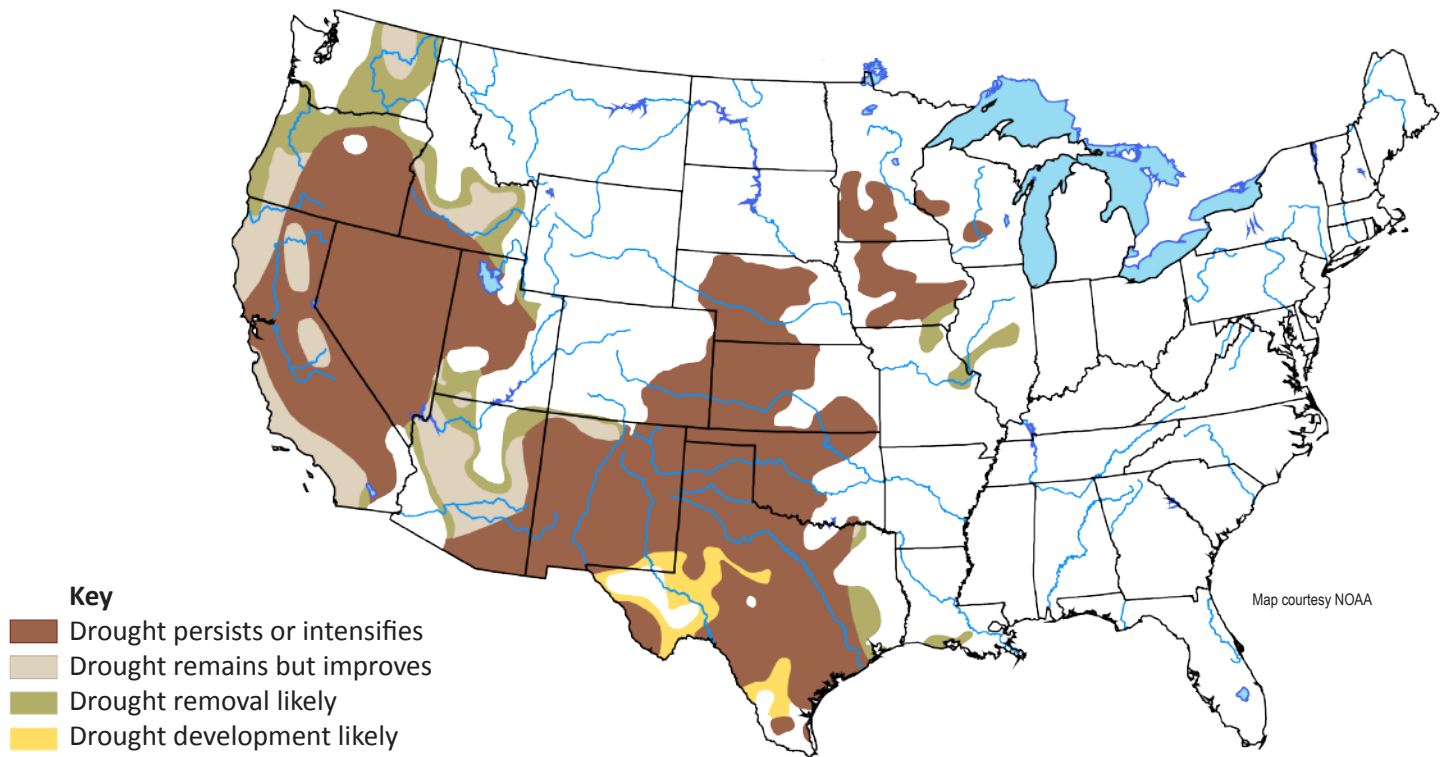 Key
Drought persists or intensifies
Drought remains but improves
Drought removal likely
Drought development likely
Map courtesy NOAA